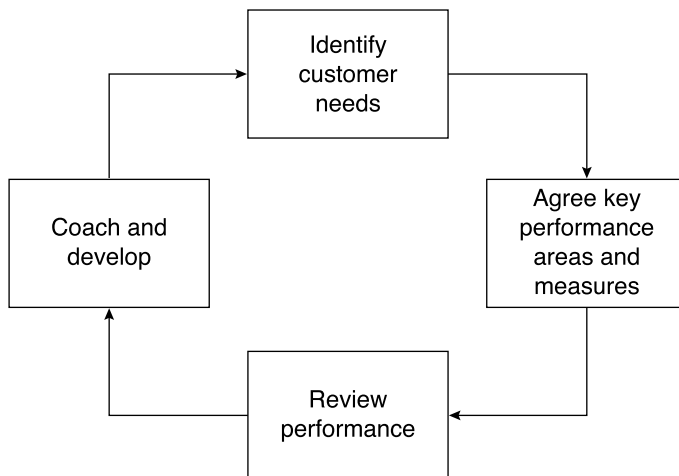 Identify
customer
needs
Agree key
performance
areas and
measures
Coach and
develop
Review
performance